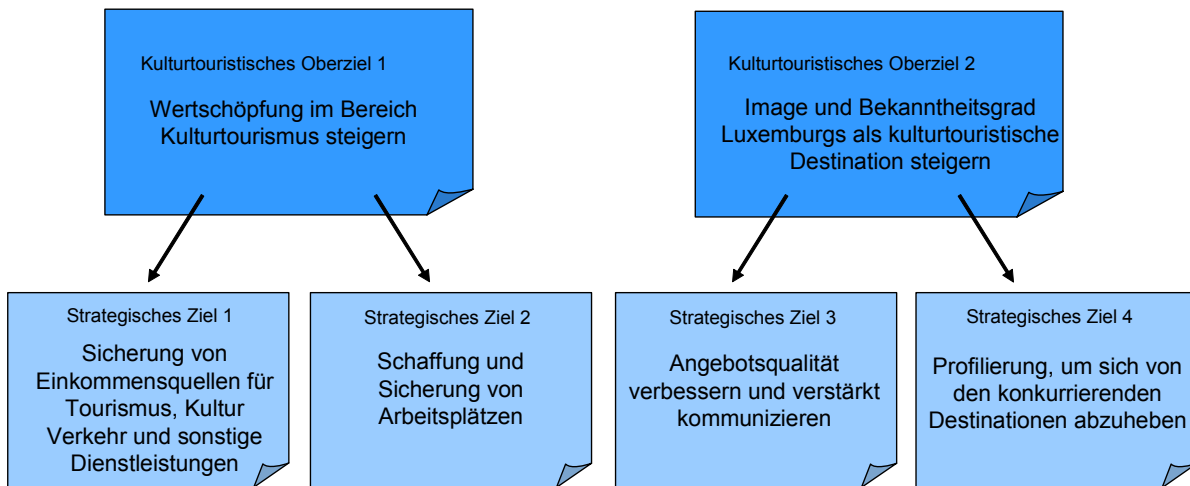 Kulturtouristisches Oberziel 1
Wertschöpfung im Bereich
Kulturtourismus steigern
Kulturtouristisches Oberziel 2
Image und Bekanntheitsgrad
Luxemburgs als kulturtouristische
Destination steigern
Strategisches Ziel 1
Sicherung von
Einkommensquellen für
Tourismus, Kultur
Verkehr und sonstige
Dienstleistungen
Strategisches Ziel 2
Schaffung und
Sicherung von
Arbeitsplätzen
Strategisches Ziel 3
Angebotsqualität
verbessern und verstärkt
kommunizieren
Strategisches Ziel 4
Profilierung, um sich von
den konkurrierenden
Destinationen abzuheben